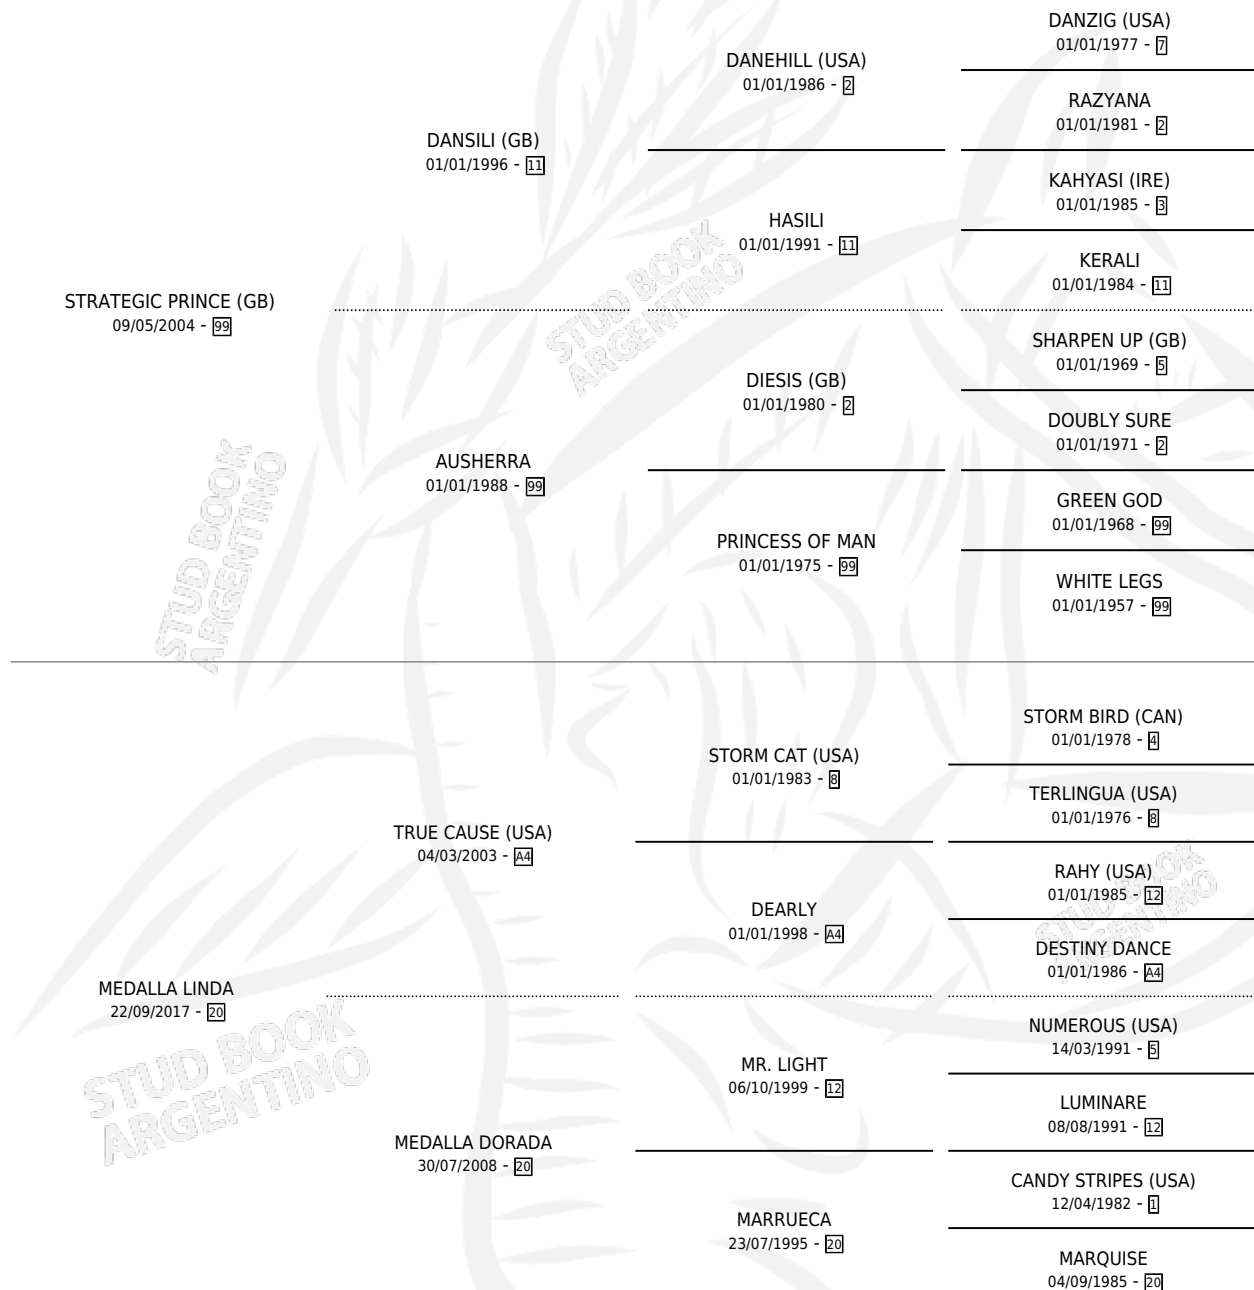 DANZIG (USA)
01/01/1977 - 7
DANEHILL (USA)
01/01/1986 - 2
RAZYANA
01/01/1981 - 2
DANSILI (GB)
01/01/1996 - 11
KAHYASI (IRE)
01/01/1985 - 3
HASILI
01/01/1991 - 11
KERALI
01/01/1984 - 11
STRATEGIC PRINCE (GB)
09/05/2004 - 99
SHARPEN UP (GB)
01/01/1969 - 5
DIESIS (GB)
01/01/1980 - 2
DOUBLY SURE
01/01/1971 - 2
AUSHERRA
01/01/1988 - 99
GREEN GOD
01/01/1968 - 99
PRINCESS OF MAN
01/01/1975 - 99
WHITE LEGS
01/01/1957 - 99
STORM BIRD (CAN)
01/01/1978 - 4
STORM CAT (USA)
01/01/1983 - 8
TERLINGUA (USA)
01/01/1976 - 8
TRUE CAUSE (USA)
04/03/2003 - A4
RAHY (USA)
01/01/1985 - 12
DEARLY
01/01/1998 - A4
DESTINY DANCE
01/01/1986 - A4
MEDALLA LINDA
22/09/2017 - 20
NUMEROUS (USA)
14/03/1991 - 5
MR. LIGHT
06/10/1999 - 12
LUMINARE
08/08/1991 - 12
MEDALLA DORADA
30/07/2008 - 20
CANDY STRIPES (USA)
12/04/1982 - 1
MARRUECA
23/07/1995 - 20
MARQUISE
04/09/1985 - 20
STUD BOOK
ARGENTINO
STUD BOOK
ARGENTINO
STUD BOOK
ARGENTINO
STUD BOOK
ARGENTINO